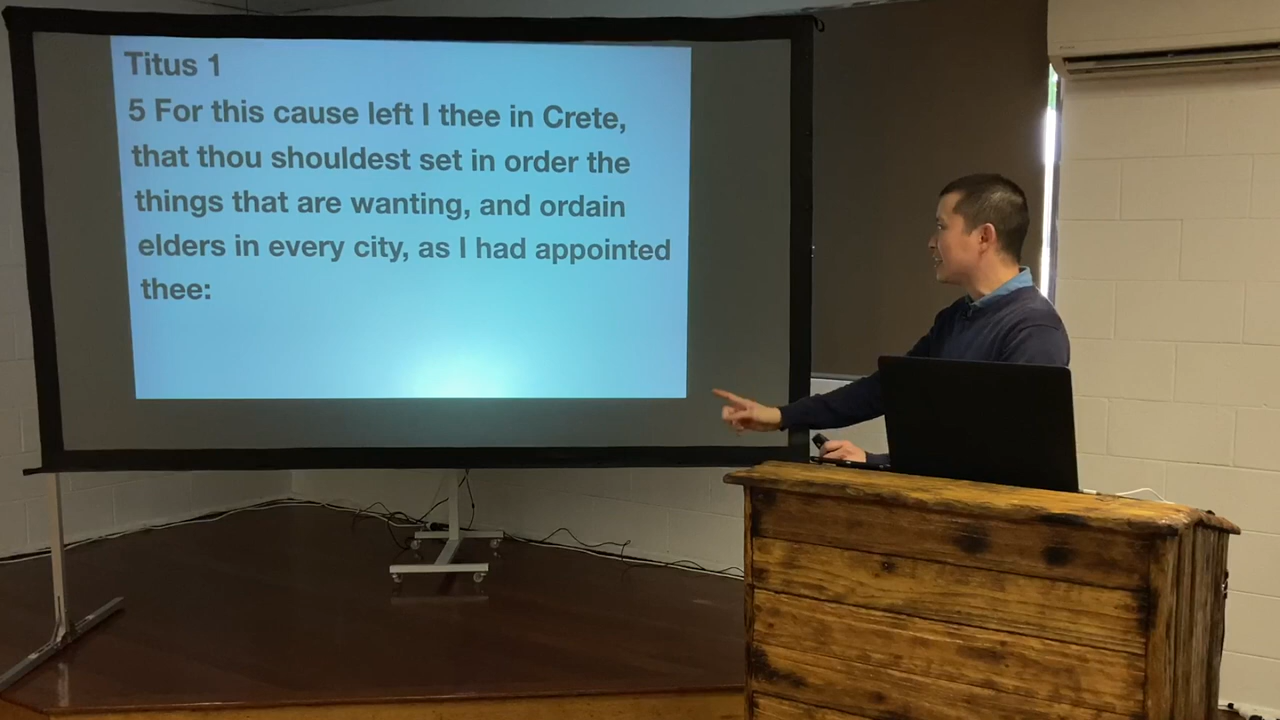 Titus 1
5 For this cause left I thee in Crete,
that thou shouldest set in order the
things that are wanting, and ordain
elders in every city, as I had appointed
thee: